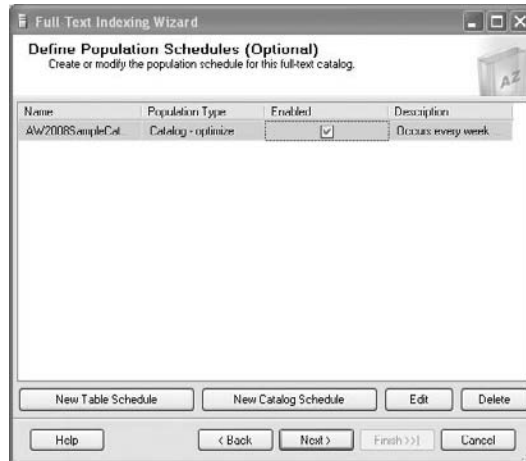 Full Text Indexing Wizard
Define Population Schedules (Optional)
Create or modify the population schedule for this full-text catalog.
AZ
Name Population Type Enabled Description
AW2008SampleCat... Catalog - optimize Occurs every week
New Table Schedule New Catalog Schedule Edit Delete
Help < Back Next > Finish >>| Cancel